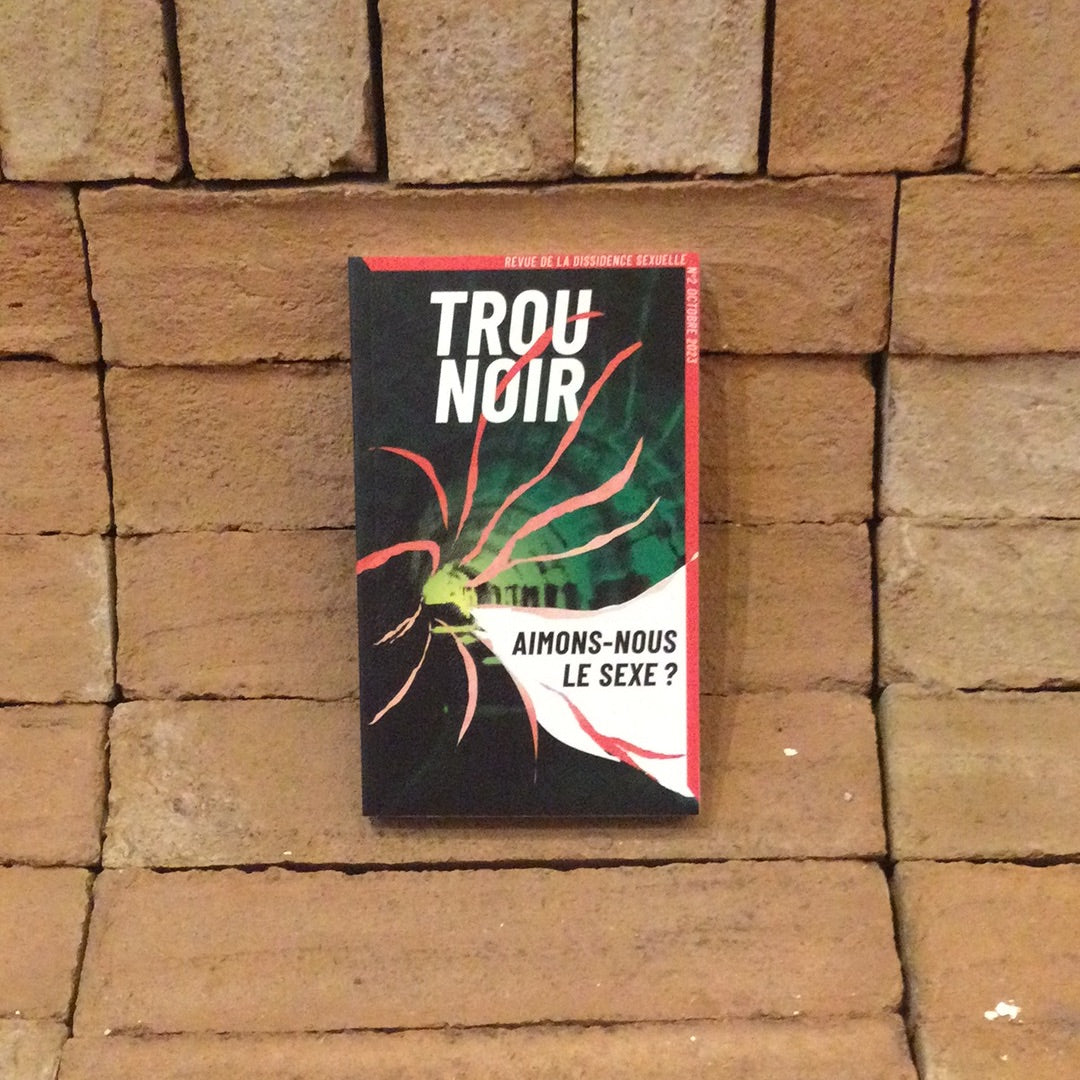 REVUE DE LA DISSIDENCE SEXUELLE
N°2 OCTOBRE 2023
TROU
NOIR
AIMONS-NOUS
LE SEXE ?